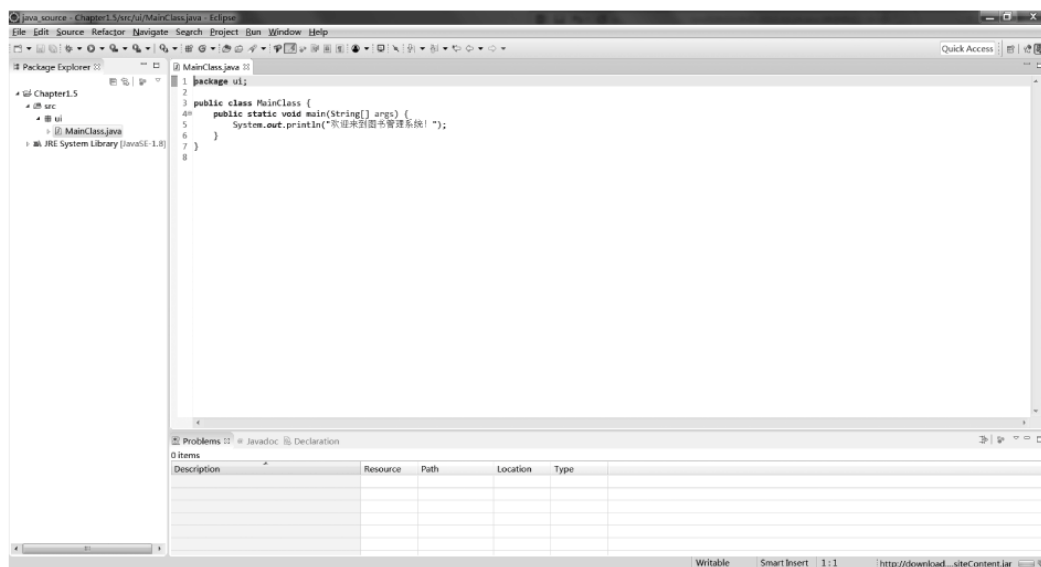 java_source - Chapter1.5/src/ui/MainClass.java - Eclipse
File Edit Source Refactor Navigate Search Project Run Window Help
Quick Access
Package Explorer
MainClass.java
Chapter1.5
src
ui
MainClass.java
JRE System Library [JavaSE-1.8]
1 package ui;
2
3 public class MainClass {
4 public static void main(String[] args) {
5 System.out.println("欢迎来到图书管理系统！");
6 }
7 }
8
Problems Javadoc Declaration
0 items
Description Resource Path Location Type
Writable Smart Insert 1 : 1 http://download...siteContent.jar